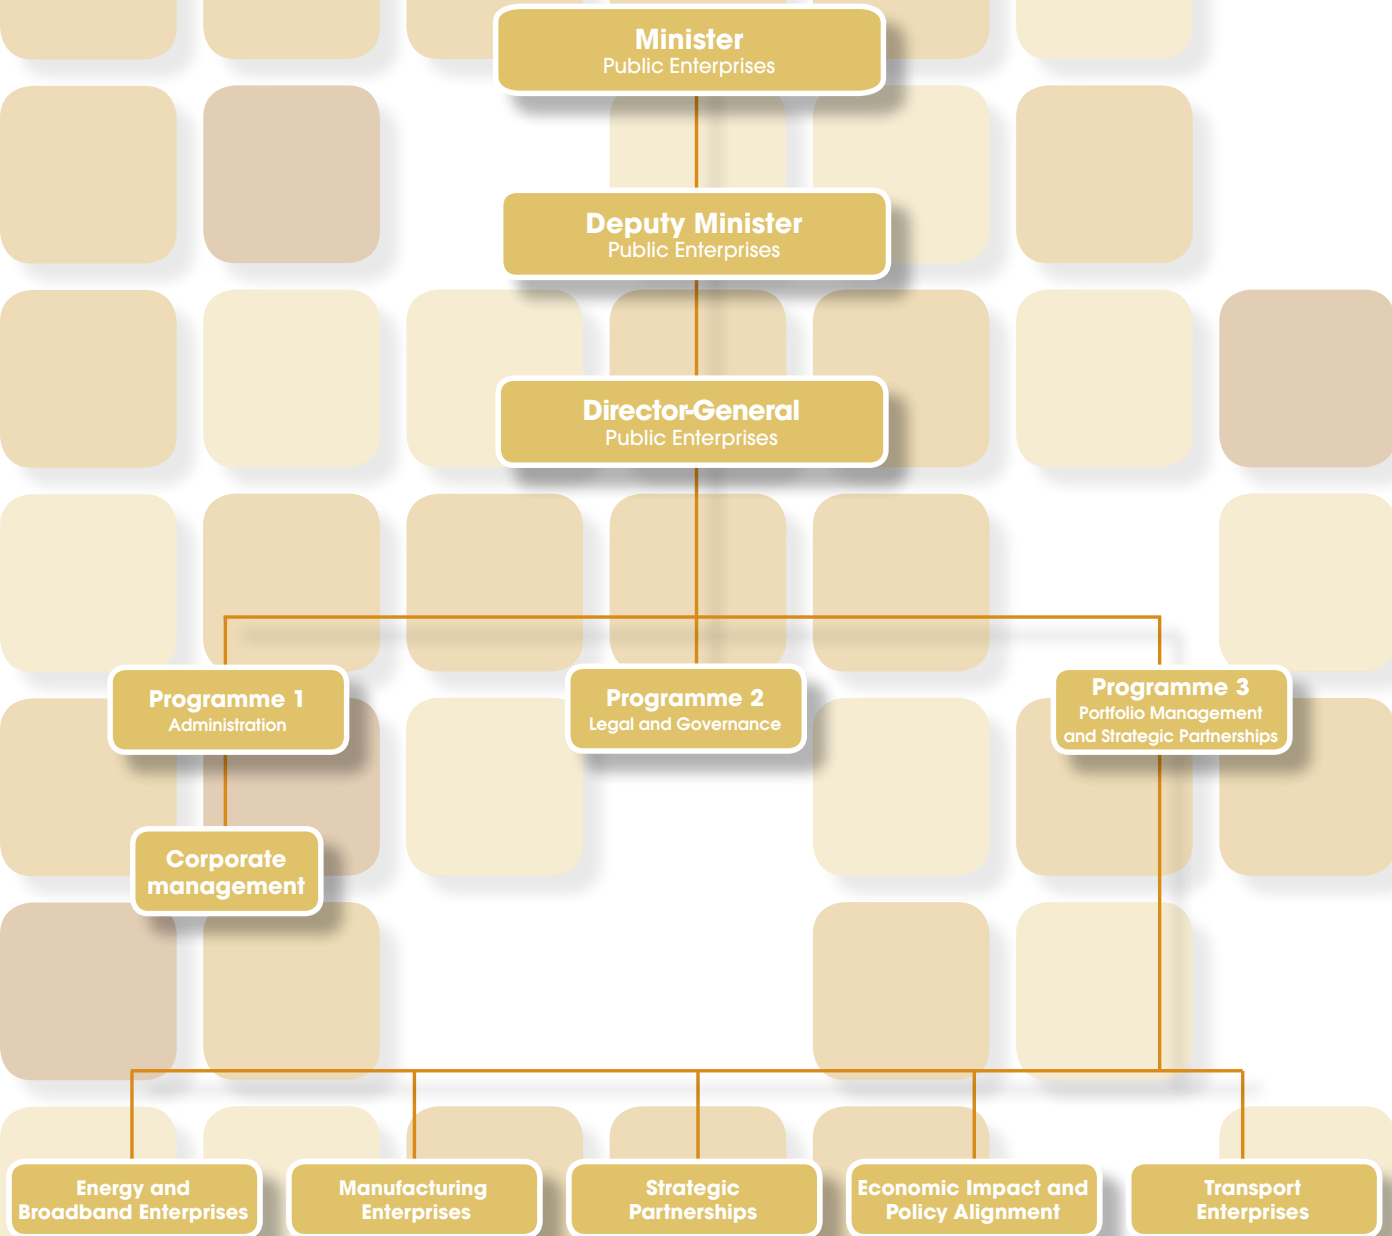 Minister
Public Enterprises
Deputy Minister
Public Enterprises
Director-General
Public Enterprises
Programme 1
Administration
Programme 2
Legal and Governance
Programme 3
Portfolio Management
and Strategic Partnerships
Corporate
management
Energy and
Broadband Enterprises
Manufacturing
Enterprises
Strategic
Partnerships
Economic Impact and
Policy Alignment
Transport
Enterprises